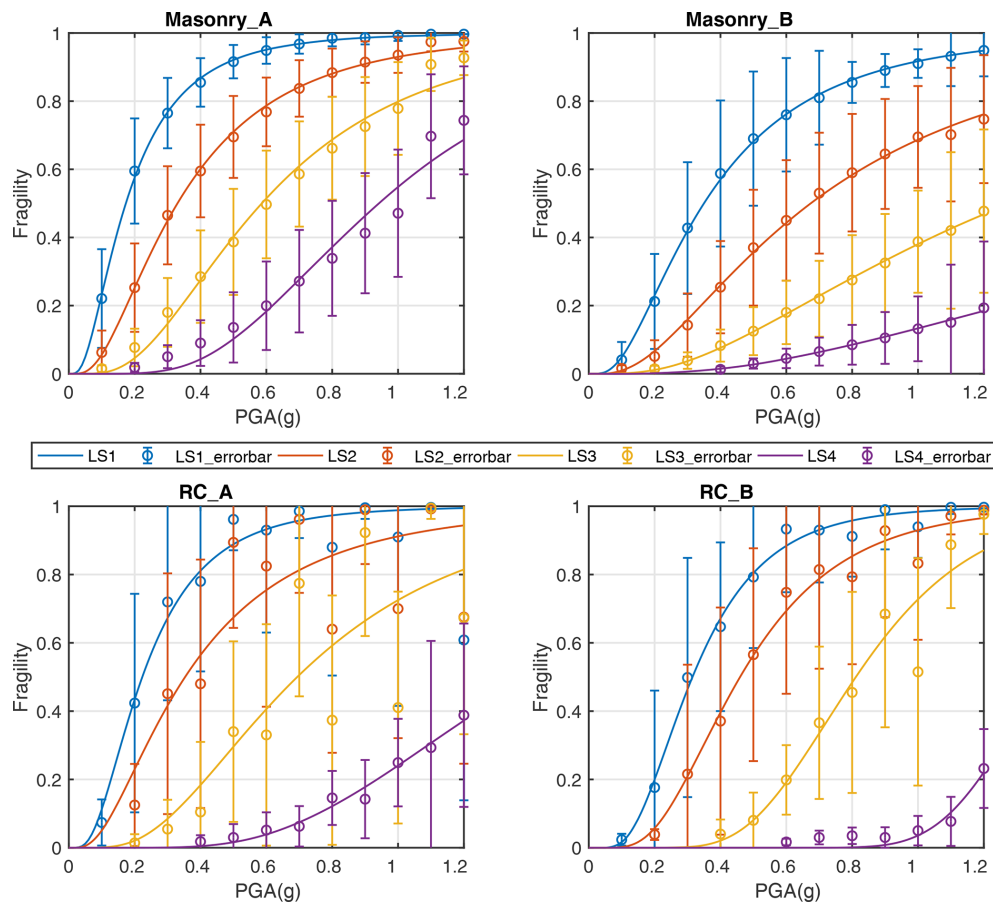 Masonry_A
Masonry_B
Fragility
1
0.8
0.6
0.4
0.2
0
0 0.2 0.4 0.6 0.8 1 1.2
PGA(g)
Fragility
1
0.8
0.6
0.4
0.2
0
0 0.2 0.4 0.6 0.8 1 1.2
PGA(g)
LS1 LS1_errorbar LS2 LS2_errorbar LS3 LS3_errorbar LS4 LS4_errorbar
RC_A
RC_B
Fragility
1
0.8
0.6
0.4
0.2
0
0 0.2 0.4 0.6 0.8 1 1.2
PGA(g)
Fragility
1
0.8
0.6
0.4
0.2
0
0 0.2 0.4 0.6 0.8 1 1.2
PGA(g)